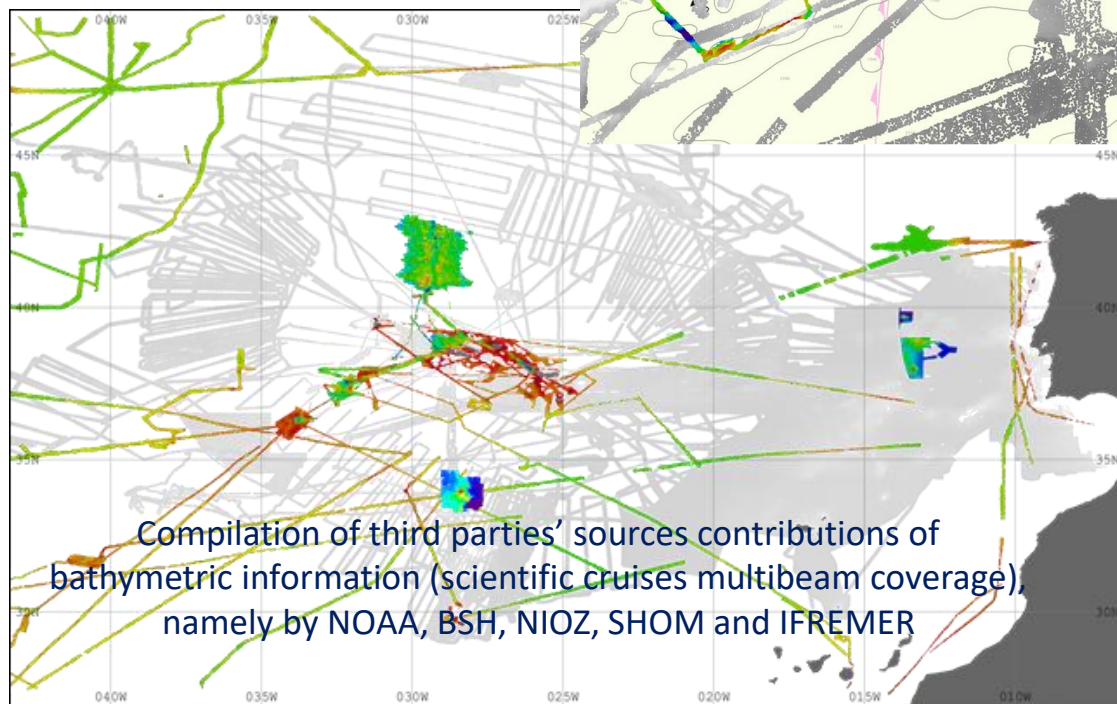 040W 035W 030W 025W
45N 45N
40N 40N
35N 35N
Compilation of third parties’ sources contributions of
bathymetric information (scientific cruises multibeam coverage),
namely by NOAA, BSH, NIOZ, SHOM and IFREMER
30N 30N
040W 035W 030W 025W 020W 015W 010W